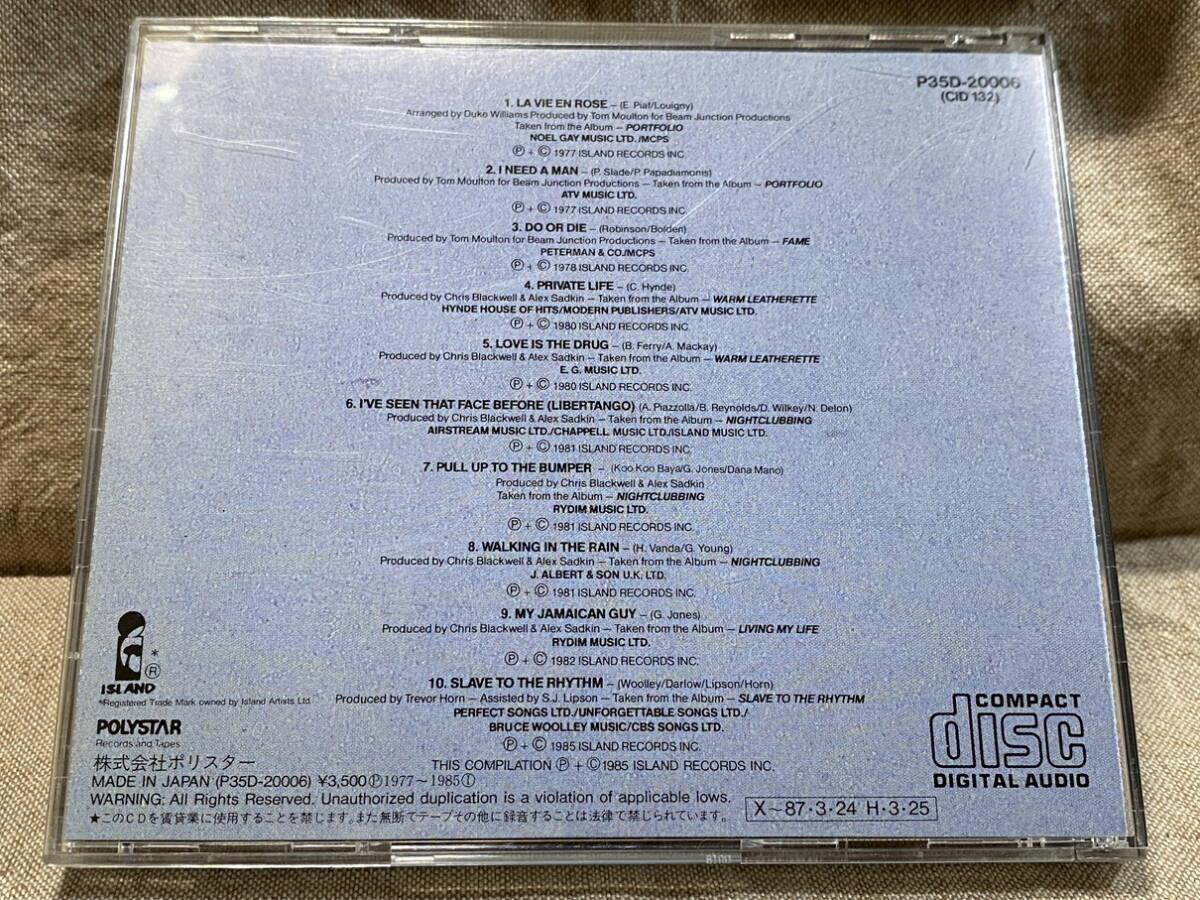 P35D-20006
(CID 132)
1. LA VIE EN ROSE – (E. Piaf/Louigny)
Arranged by Duke Williams Produced by Tom Moulton for Beam Junction Productions
Taken from the Album – PORTFOLIO
NOEL GAY MUSIC LTD./MCPS
Ⓟ + © 1977 ISLAND RECORDS INC.
2. I NEED A MAN – (P. Slade/P. Papadiamonis)
Produced by Tom Moulton for Beam Junction Productions – Taken from the Album – PORTFOLIO
ATV MUSIC LTD.
Ⓟ + © 1977 ISLAND RECORDS INC.
3. DO OR DIE – (Robinson/Bolden)
Produced by Tom Moulton for Beam Junction Productions – Taken from the Album – FAME
PETERMAN & CO./MCPS
Ⓟ + © 1978 ISLAND RECORDS INC.
4. PRIVATE LIFE – (C. Hynde)
Produced by Chris Blackwell & Alex Sadkin – Taken from the Album – WARM LEATHERETTE
HYNDE HOUSE OF HITS/MODERN PUBLISHERS/ATV MUSIC LTD.
Ⓟ + © 1980 ISLAND RECORDS INC.
5. LOVE IS THE DRUG – (B. Ferry/A. Mackay)
Produced by Chris Blackwell & Alex Sadkin – Taken from the Album – WARM LEATHERETTE
E. G. MUSIC LTD.
Ⓟ + © 1980 ISLAND RECORDS INC.
6. I'VE SEEN THAT FACE BEFORE (LIBERTANGO) (A. Piazzolla/B. Reynolds/D. Wilkey/N. Delon)
Produced by Chris Blackwell & Alex Sadkin – Taken from the Album – NIGHTCLUBBING
AIRSTREAM MUSIC LTD./CHAPPELL MUSIC LTD./ISLAND MUSIC LTD.
Ⓟ + © 1981 ISLAND RECORDS INC.
7. PULL UP TO THE BUMPER – (Koo Koo Baya/G. Jones/Dana Mano)
Produced by Chris Blackwell & Alex Sadkin
Taken from the Album – NIGHTCLUBBING
RYDIM MUSIC LTD.
Ⓟ + © 1981 ISLAND RECORDS INC.
8. WALKING IN THE RAIN – (H. Vanda/G. Young)
Produced by Chris Blackwell & Alex Sadkin – Taken from the Album – NIGHTCLUBBING
J. ALBERT & SON U.K. LTD.
Ⓟ + © 1981 ISLAND RECORDS INC.
9. MY JAMAICAN GUY – (G. Jones)
Produced by Chris Blackwell & Alex Sadkin – Taken from the Album – LIVING MY LIFE
RYDIM MUSIC LTD.
Ⓟ + © 1982 ISLAND RECORDS INC.
10. SLAVE TO THE RHYTHM – (Woolley/Darlow/Lipson/Horn)
Produced by Trevor Horn – Assisted by S.J. Lipson – Taken from the Album – SLAVE TO THE RHYTHM
PERFECT SONGS LTD./UNFORGETTABLE SONGS LTD./
BRUCE WOOLLEY MUSIC/CBS SONGS LTD.
Ⓟ + © 1985 ISLAND RECORDS INC.
THIS COMPILATION Ⓟ + © 1985 ISLAND RECORDS INC.
*
®
ISLAND
*Registered Trade Mark owned by Island Artists Ltd.
POLYSTAR
Records and Tapes
株式会社ポリスター
MADE IN JAPAN (P35D-20006) ¥3,500 Ⓟ1977～1985Ⓘ
WARNING: All Rights Reserved. Unauthorized duplication is a violation of applicable laws.
★このCDを賃貸業に使用することを禁じます。また無断でテープその他に録音することは法律で禁じられています。
X～87・3・24 H・3・25
COMPACT
disc
DIGITAL AUDIO